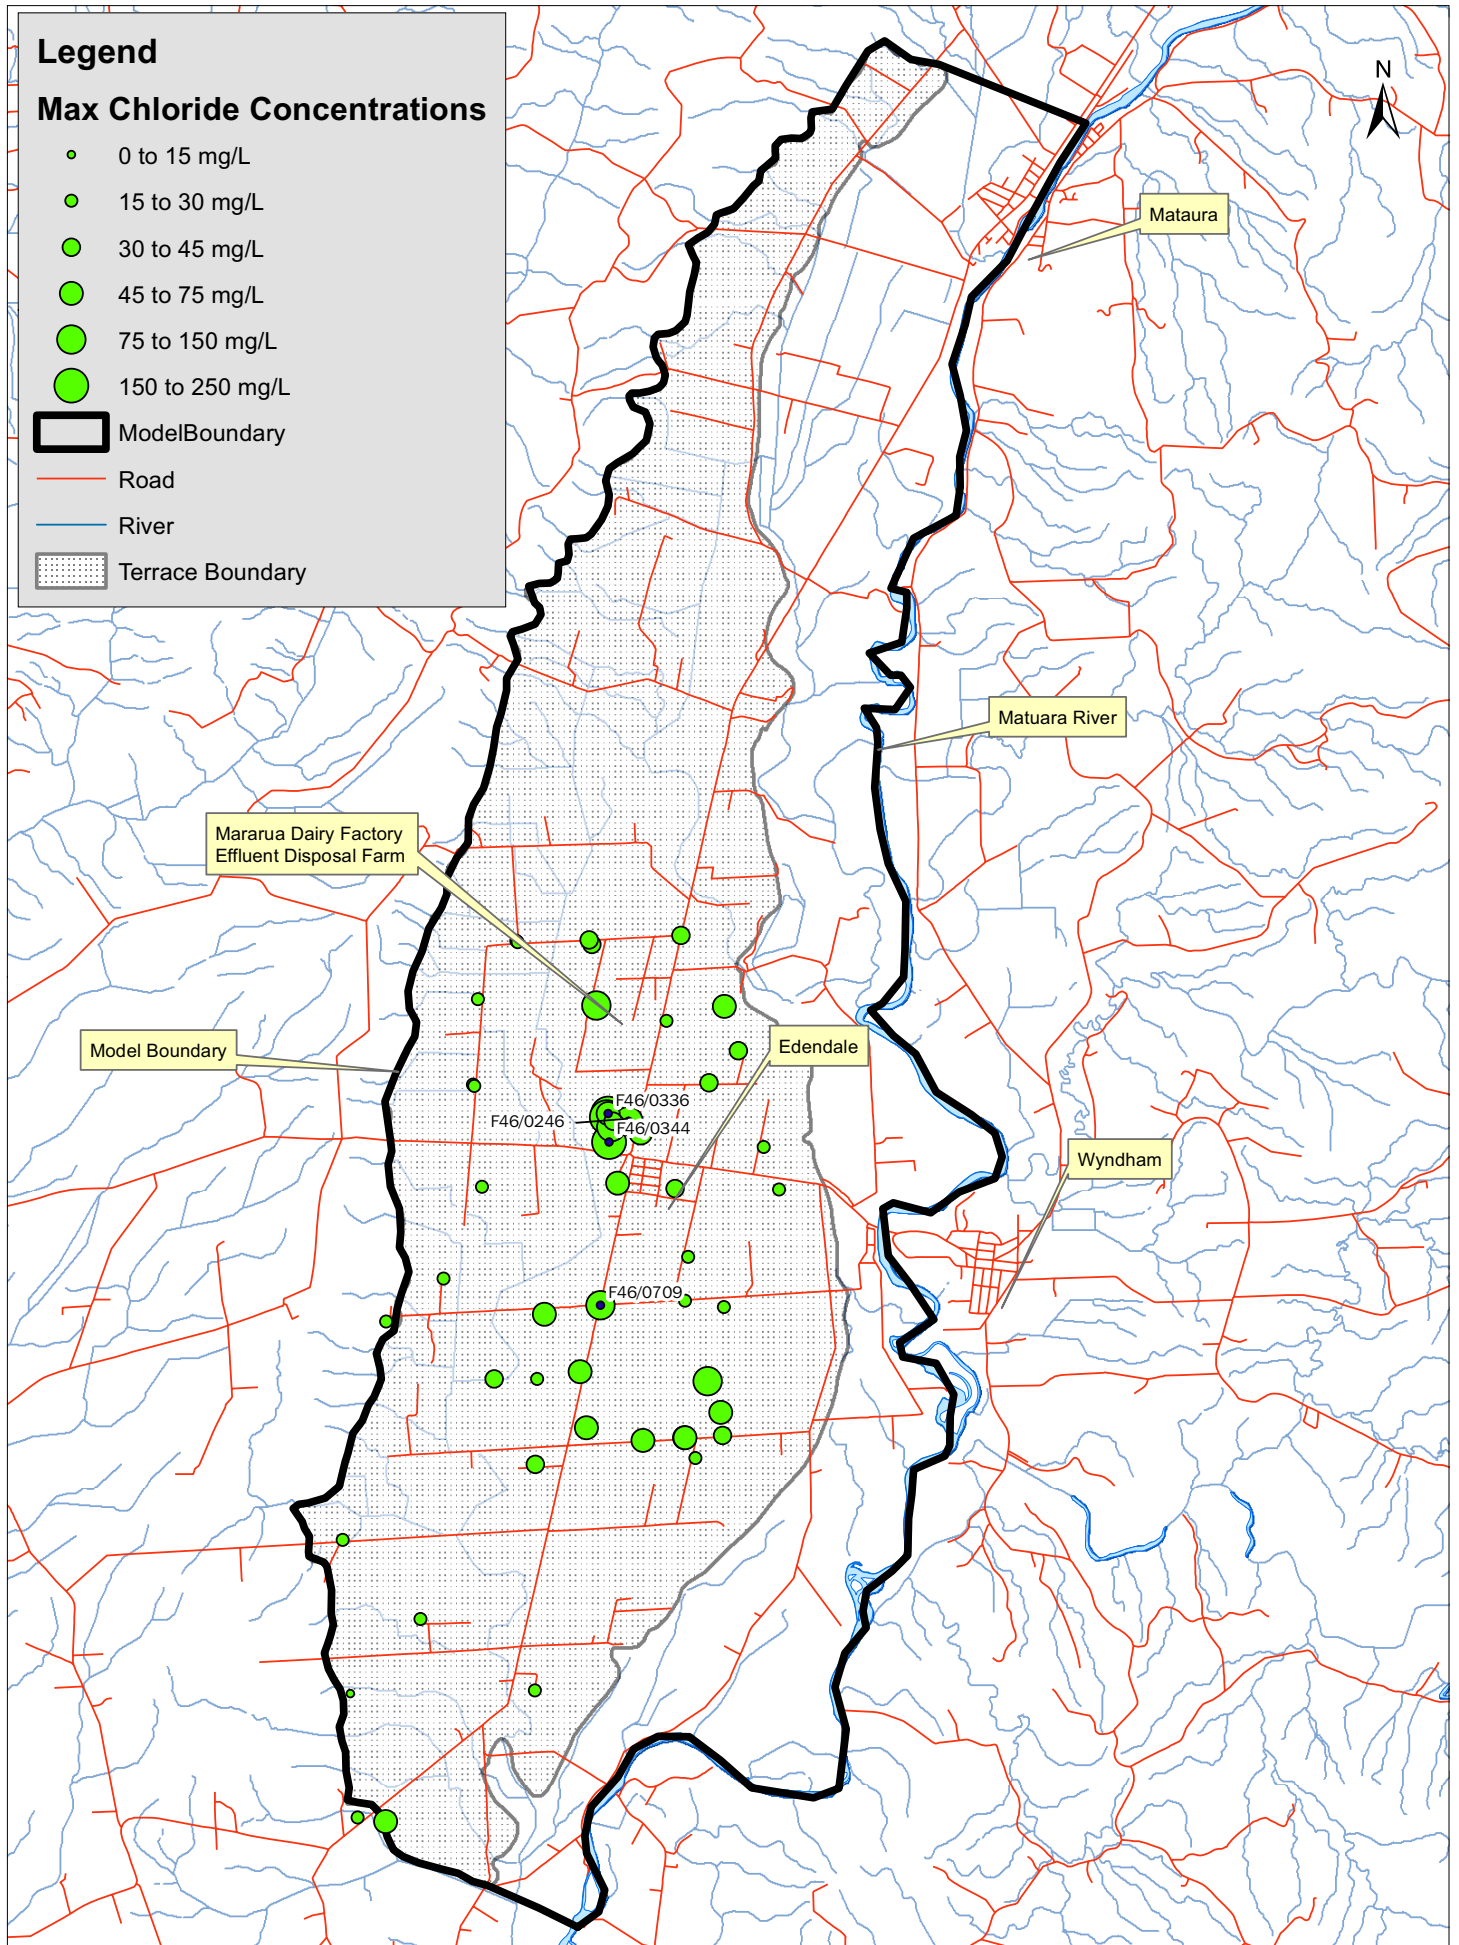 Legend
Max Chloride Concentrations
0 to 15 mg/L
15 to 30 mg/L
30 to 45 mg/L
45 to 75 mg/L
75 to 150 mg/L
150 to 250 mg/L
ModelBoundary
Road
River
Terrace Boundary
N
Mataura
Matuara River
Mararua Dairy Factory
Effluent Disposal Farm
Model Boundary
Edendale
F46/0336
F46/0246
F46/0344
Wyndham
F46/0709